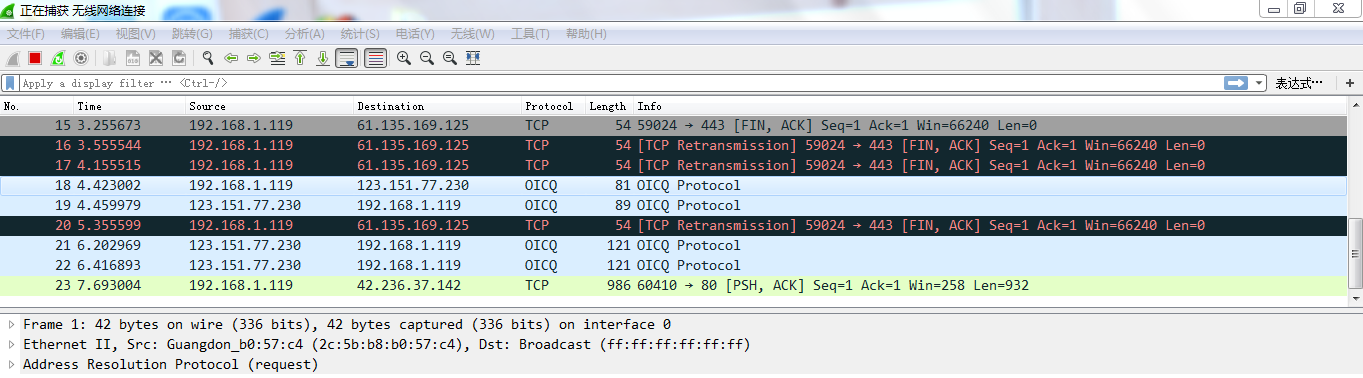 正在捕获 无线网络连接
文件(F) 编辑(E) 视图(V) 跳转(G) 捕获(C) 分析(A) 统计(S) 电话(Y) 无线(W) 工具(T) 帮助(H)
Apply a display filter … <Ctrl-/> 表达式… +
No. Time Source Destination Protocol Length Info
15 3.255673 192.168.1.119 61.135.169.125 TCP 54 59024 → 443 [FIN, ACK] Seq=1 Ack=1 Win=66240 Len=0
16 3.555544 192.168.1.119 61.135.169.125 TCP 54 [TCP Retransmission] 59024 → 443 [FIN, ACK] Seq=1 Ack=1 Win=66240 Len=0
17 4.155515 192.168.1.119 61.135.169.125 TCP 54 [TCP Retransmission] 59024 → 443 [FIN, ACK] Seq=1 Ack=1 Win=66240 Len=0
18 4.423002 192.168.1.119 123.151.77.230 OICQ 81 OICQ Protocol
19 4.459979 123.151.77.230 192.168.1.119 OICQ 89 OICQ Protocol
20 5.355599 192.168.1.119 61.135.169.125 TCP 54 [TCP Retransmission] 59024 → 443 [FIN, ACK] Seq=1 Ack=1 Win=66240 Len=0
21 6.202969 123.151.77.230 192.168.1.119 OICQ 121 OICQ Protocol
22 6.416893 123.151.77.230 192.168.1.119 OICQ 121 OICQ Protocol
23 7.693004 192.168.1.119 42.236.37.142 TCP 986 60410 → 80 [PSH, ACK] Seq=1 Ack=1 Win=258 Len=932
Frame 1: 42 bytes on wire (336 bits), 42 bytes captured (336 bits) on interface 0
Ethernet II, Src: Guangdon_b0:57:c4 (2c:5b:b8:b0:57:c4), Dst: Broadcast (ff:ff:ff:ff:ff:ff)
Address Resolution Protocol (request)